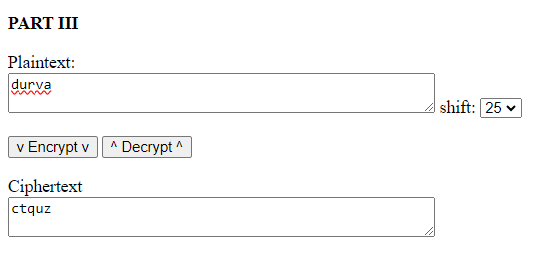 PART III
Plaintext:
durva
shift: 25
v Encrypt v ^ Decrypt ^
Ciphertext
ctquz